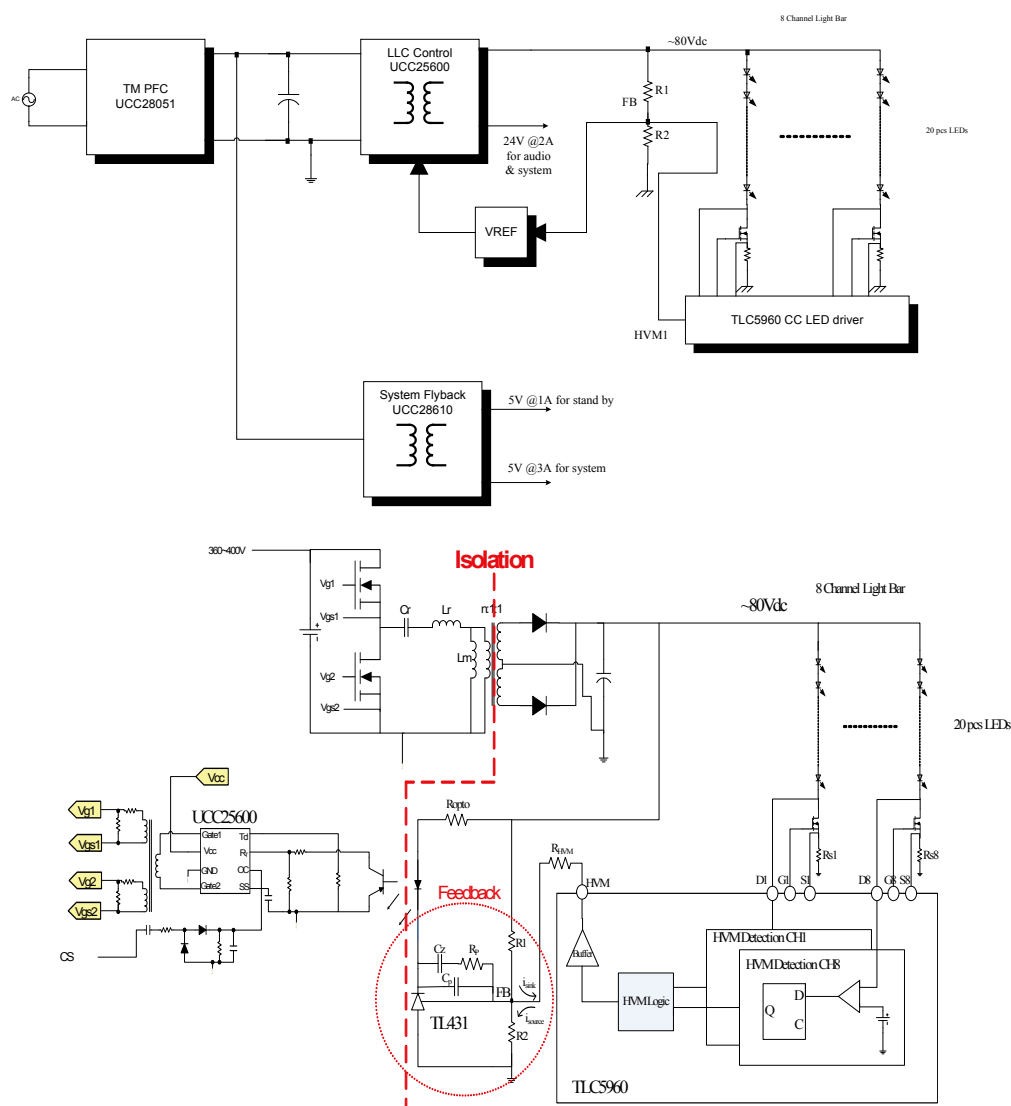 8 Channel Light Bar
AC
TM PFC
UCC28051
LLC Control
UCC25600
~80Vdc
R1
FB
R2
24V @2A
for audio
& system
20 pcs LEDs
VREF
HVM1
TLC5960 CC LED driver
System Flyback
UCC28610
5V @1A for stand by
5V @3A for system
Isolation
360~400V
Vg1
Vgs1
Cr
Lr
n:1:1
Lm
Vg2
Vgs2
~80Vdc
8 Channel Light Bar
20 pcs LEDs
Vcc
UCC25600
Vg1
Vgs1
Vg2
Vgs2
Gate1
Vcc
GND
Gate2
Td
OC
SS
CS
Ropto
Feedback
Cz
Cp
R1
FB
isink
isource
R2
TL431
RHVM
HVM
Buffer
HVM Logic
Rs1
Rs8
D1
G1
S1
D8
G8
S8
HVM Detection CH1
HVM Detection CH8
D
Q
C
TLC5960